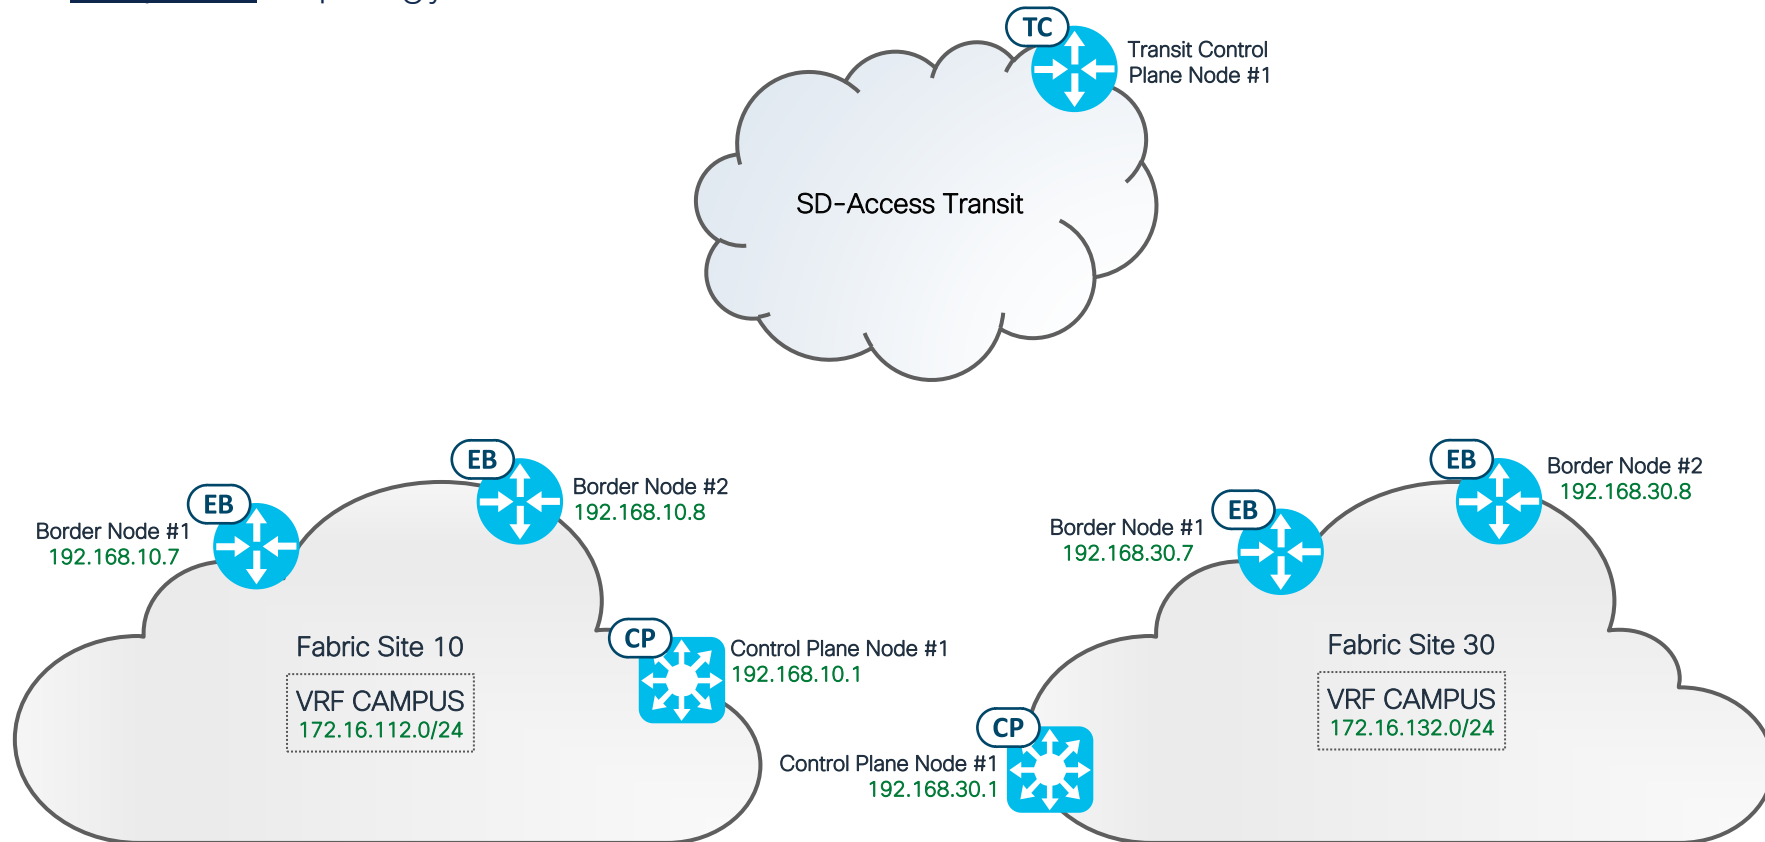 TC
Transit Control
Plane Node #1
SD-Access Transit
EB
Border Node #2
192.168.10.8
EB
Border Node #1
192.168.10.7
CP
Control Plane Node #1
192.168.10.1
Fabric Site 10
VRF CAMPUS
172.16.112.0/24
EB
Border Node #2
192.168.30.8
EB
Border Node #1
192.168.30.7
Fabric Site 30
VRF CAMPUS
172.16.132.0/24
CP
Control Plane Node #1
192.168.30.1